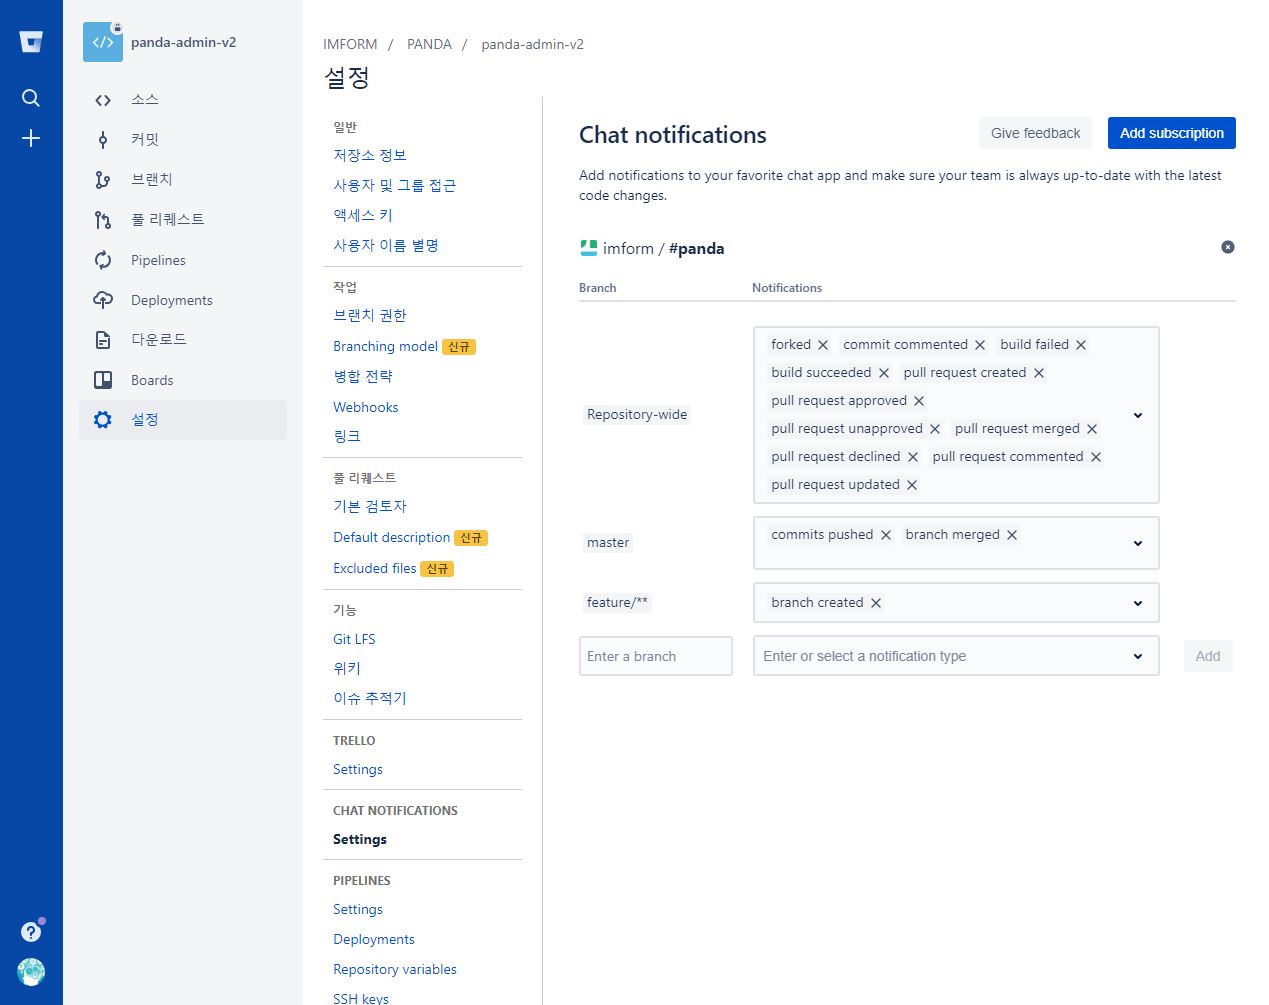 panda-admin-v2
소스
커밋
브랜치
풀 리퀘스트
Pipelines
Deployments
다운로드
Boards
설정
IMFORM / PANDA / panda-admin-v2
설정
일반
저장소 정보
사용자 및 그룹 접근
액세스 키
사용자 이름 별명
작업
브랜치 권한
Branching model 신규
병합 전략
Webhooks
링크
풀 리퀘스트
기본 검토자
Default description 신규
Excluded files 신규
기능
Git LFS
위키
이슈 추적기
TRELLO
Settings
CHAT NOTIFICATIONS
Settings
PIPELINES
Settings
Deployments
Repository variables
SSH keys
Chat notifications
Give feedback
Add subscription
Add notifications to your favorite chat app and make sure your team is always up-to-date with the latest
code changes.
imform / #panda
Branch Notifications
Repository-wide
forked commit commented build failed
build succeeded pull request created
pull request approved
pull request unapproved pull request merged
pull request declined pull request commented
pull request updated
master commits pushed branch merged
feature/** branch created
Enter a branch Enter or select a notification type Add